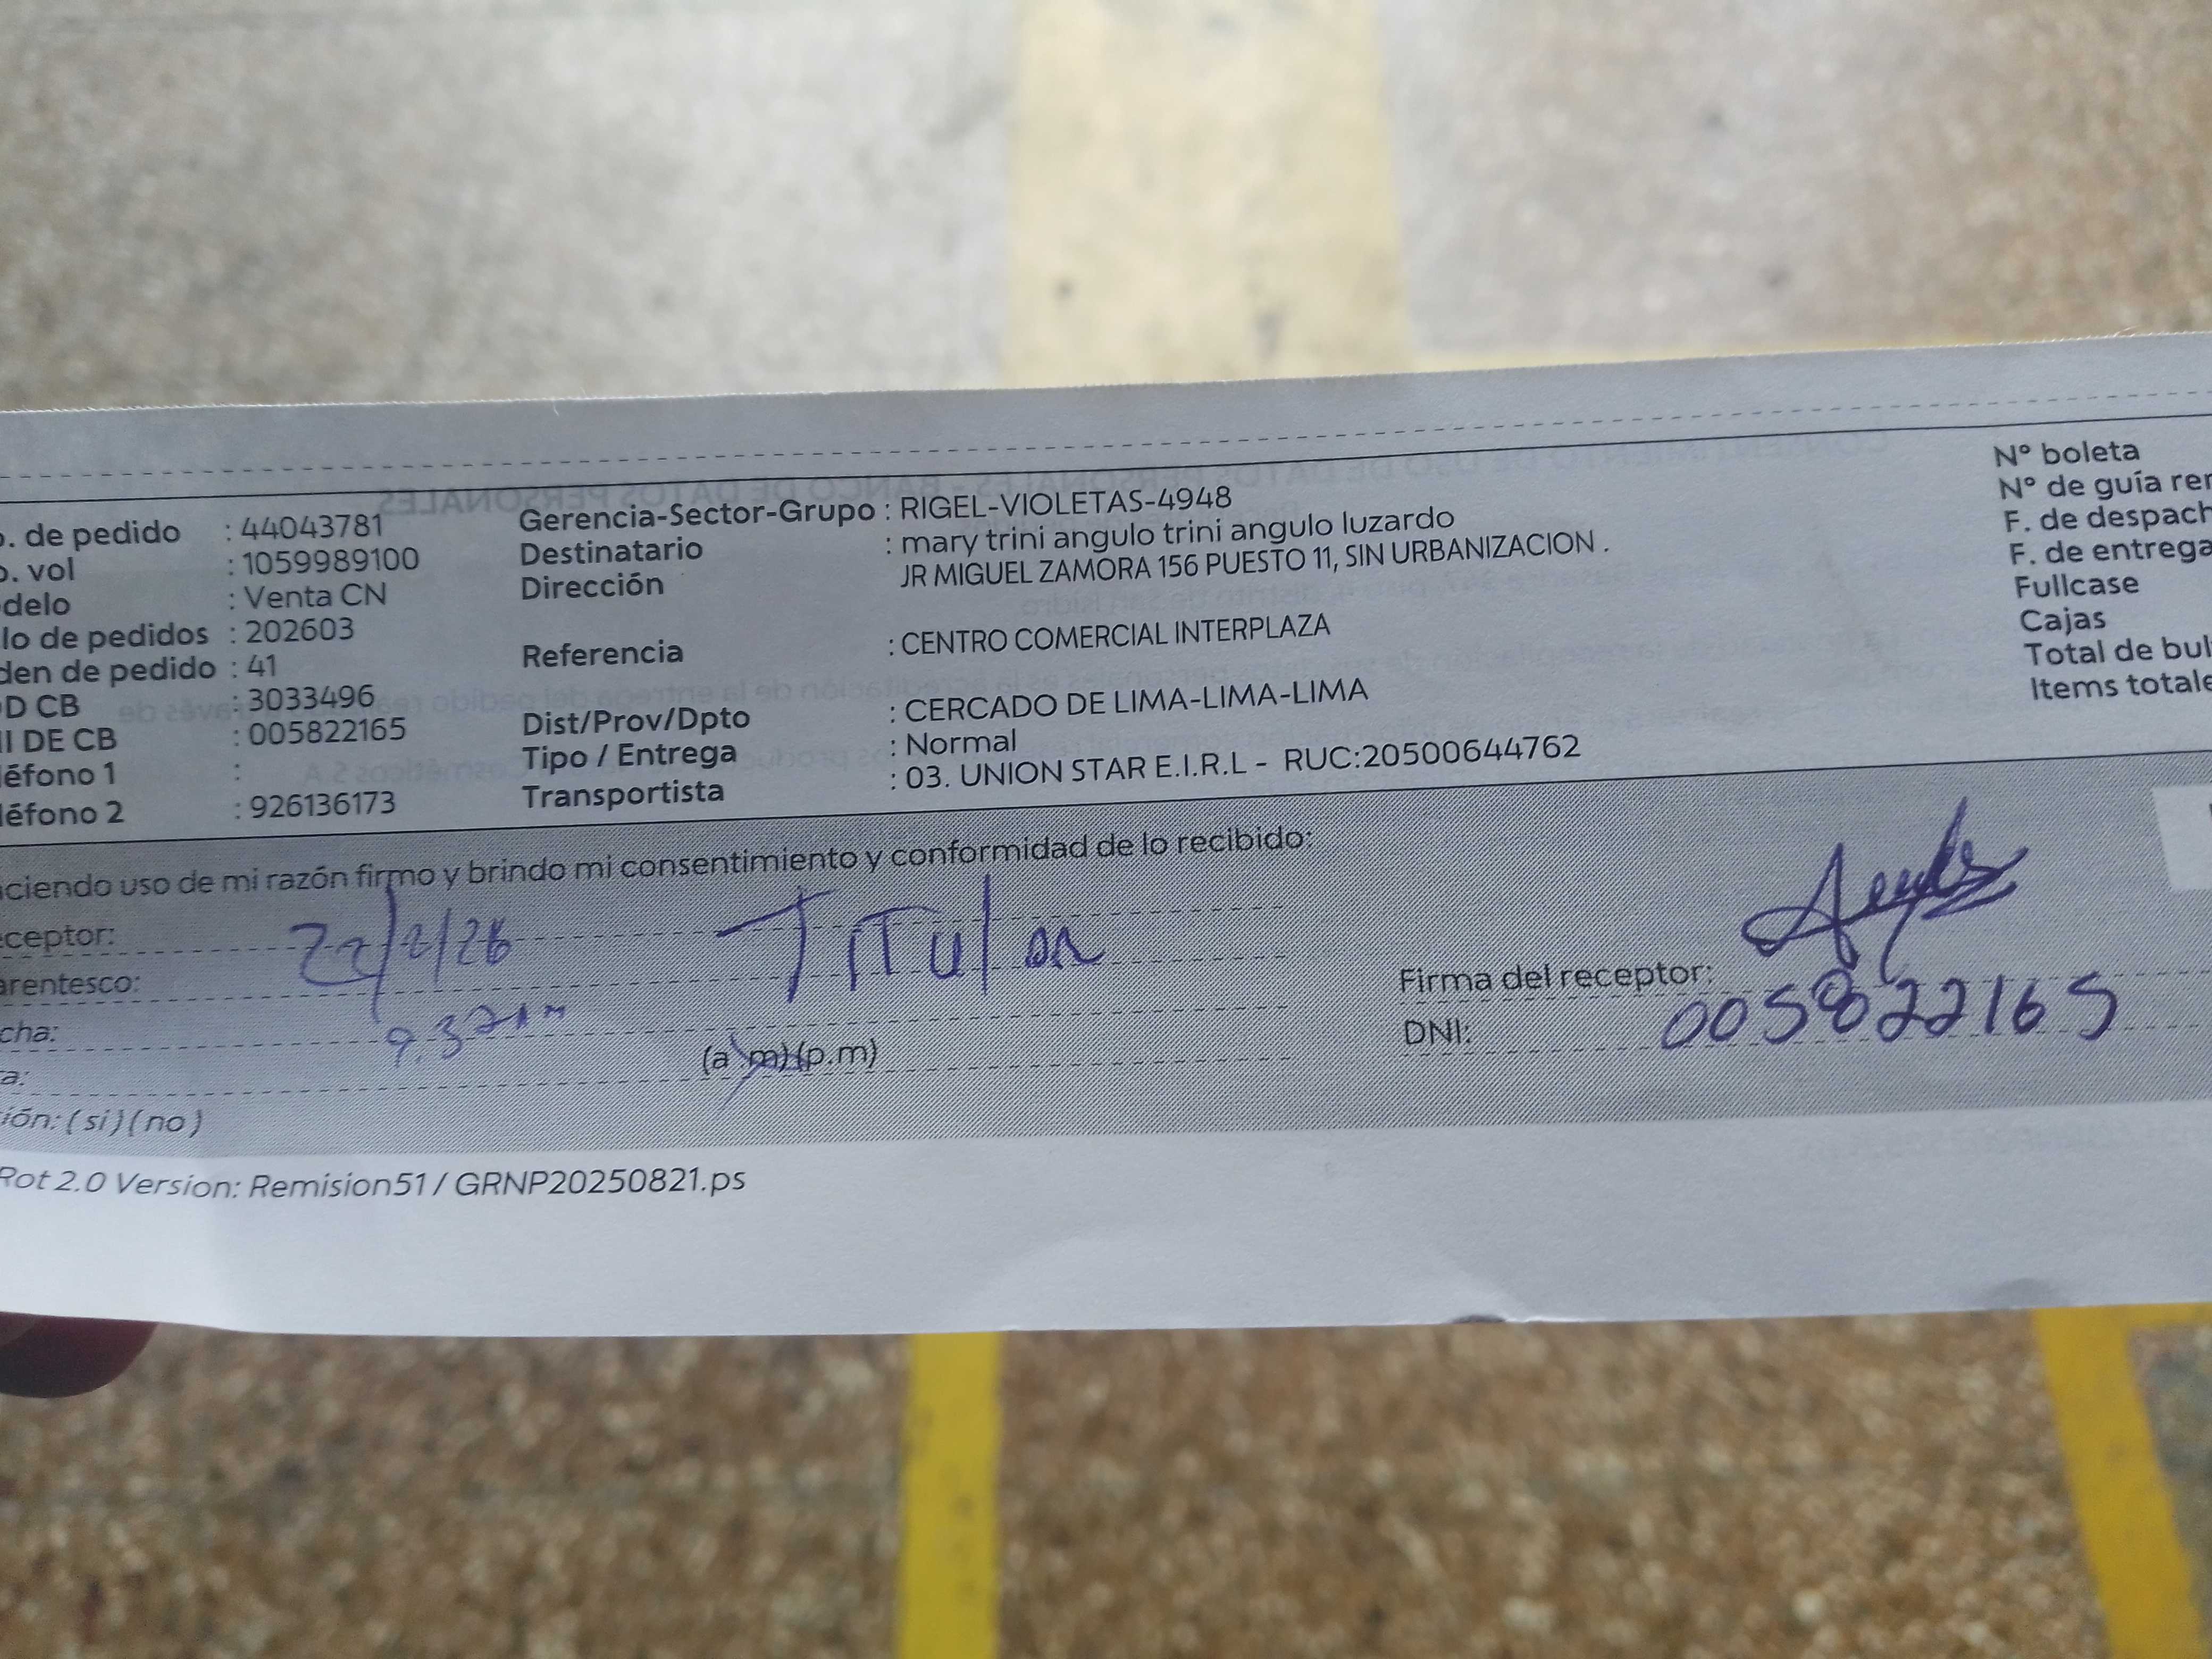 o. de pedido : 44043781 Gerencia-Sector-Grupo : RIGEL-VIOLETAS-4948 N° boleta
o. vol : 1059989100 Destinatario : mary trini angulo trini angulo luzardo N° de guía rem
delo : Venta CN Dirección JR MIGUEL ZAMORA 156 PUESTO 11, SIN URBANIZACION . F. de despach
lo de pedidos : 202603 F. de entrega
den de pedido : 41 Referencia : CENTRO COMERCIAL INTERPLAZA Fullcase
D CB : 3033496 Cajas
II DE CB : 005822165 Dist/Prov/Dpto : CERCADO DE LIMA-LIMA-LIMA Total de bul
léfono 1 : Tipo / Entrega : Normal Items totale
léfono 2 : 926136173 Transportista : 03. UNION STAR E.I.R.L - RUC:20500644762
aciendo uso de mi razón firmo y brindo mi consentimiento y conformidad de lo recibido:
eceptor: 22/2/26 TiTular
arentesco: Firma del receptor:
cha: DNI: 005822165
a: (a.m)(p.m)
ión: (si)(no)
Rot 2.0 Version: Remision51 / GRNP20250821.ps